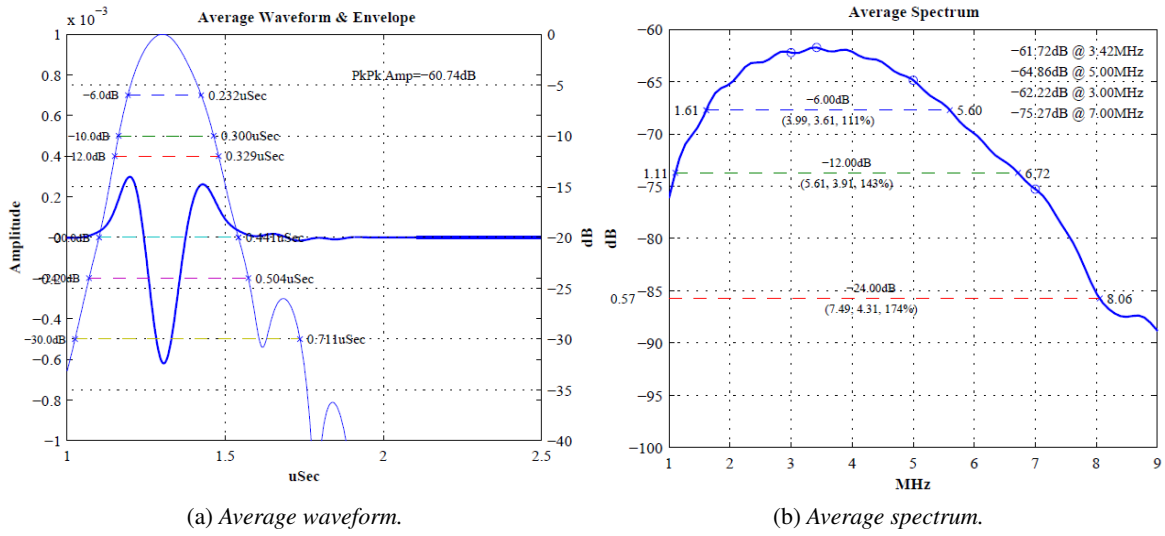 Average Waveform & Envelope
x 10⁻³
PkPk Amp=−60.74dB
−6.0dB
0.232uSec
−10.0dB
0.300uSec
−12.0dB
0.329uSec
0.441uSec
0.504uSec
−30.0dB
0.711uSec
1
0.8
0.6
0.4
0.2
−0.4
−0.6
−0.8
−1
Amplitude
0
−5
−10
−15
−20
−25
−30
−35
−40
dB
1
1.5
2
2.5
uSec
(a) Average waveform.
Average Spectrum
−61.72dB @ 3.42MHz
−64.86dB @ 5.00MHz
−62.22dB @ 3.00MHz
−75.27dB @ 7.00MHz
−6.00dB
1.61
5.60
(3.99, 3.61, 111%)
−12.00dB
1.11
6.72
(5.61, 3.91, 143%)
−24.00dB
0.57
8.06
(7.49, 4.31, 174%)
−60
−65
−70
−75
−80
−85
−90
−95
−100
dB
1
2
3
4
5
6
7
8
9
MHz
(b) Average spectrum.